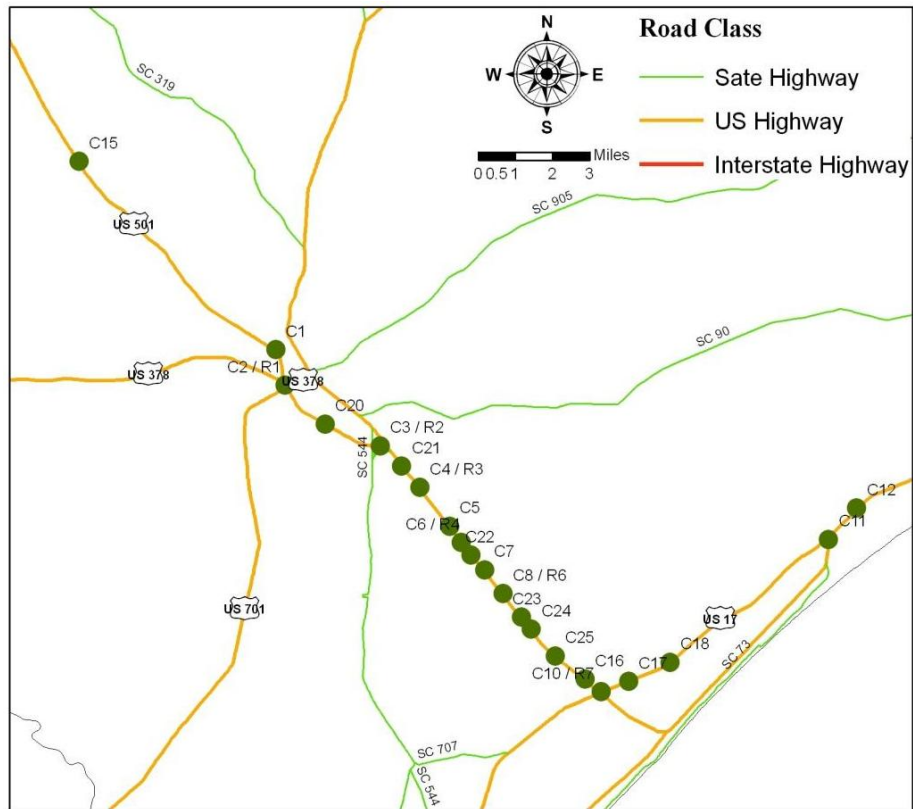 N
W E
S
Road Class
Sate Highway
US Highway
Interstate Highway
Miles
0 0.5 1 2 3
SC 319
C15
US 501
SC 905
C1
C2 / R1
US 378
US 378
SC 90
C20
C3 / R2
SC 544
C21
C4 / R3
C5
C6 / R4
C22
C7
C8 / R6
C23
C24
C25
C10 / R7
C16
C17
C18
US 17
C11
C12
SC 73
US 701
SC 707
SC 544